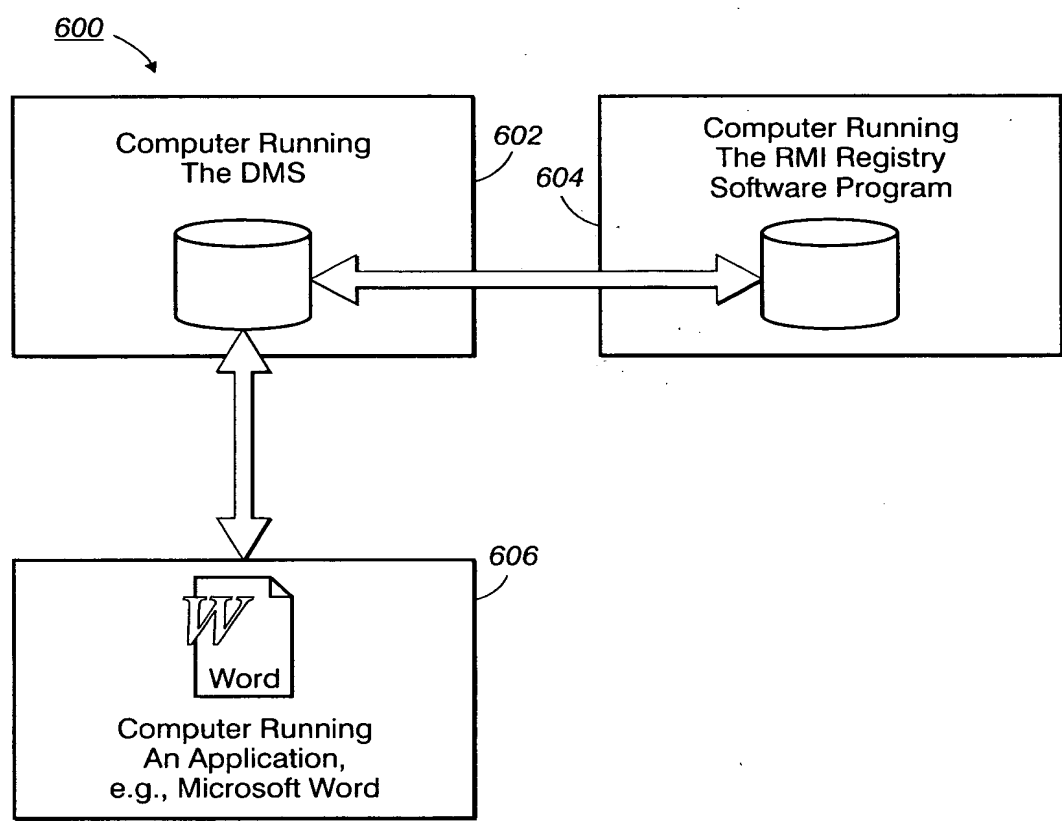 600
Computer Running
The DMS
602
604
Computer Running
The RMI Registry
Software Program
606
W
Word
Computer Running
An Application,
e.g., Microsoft Word